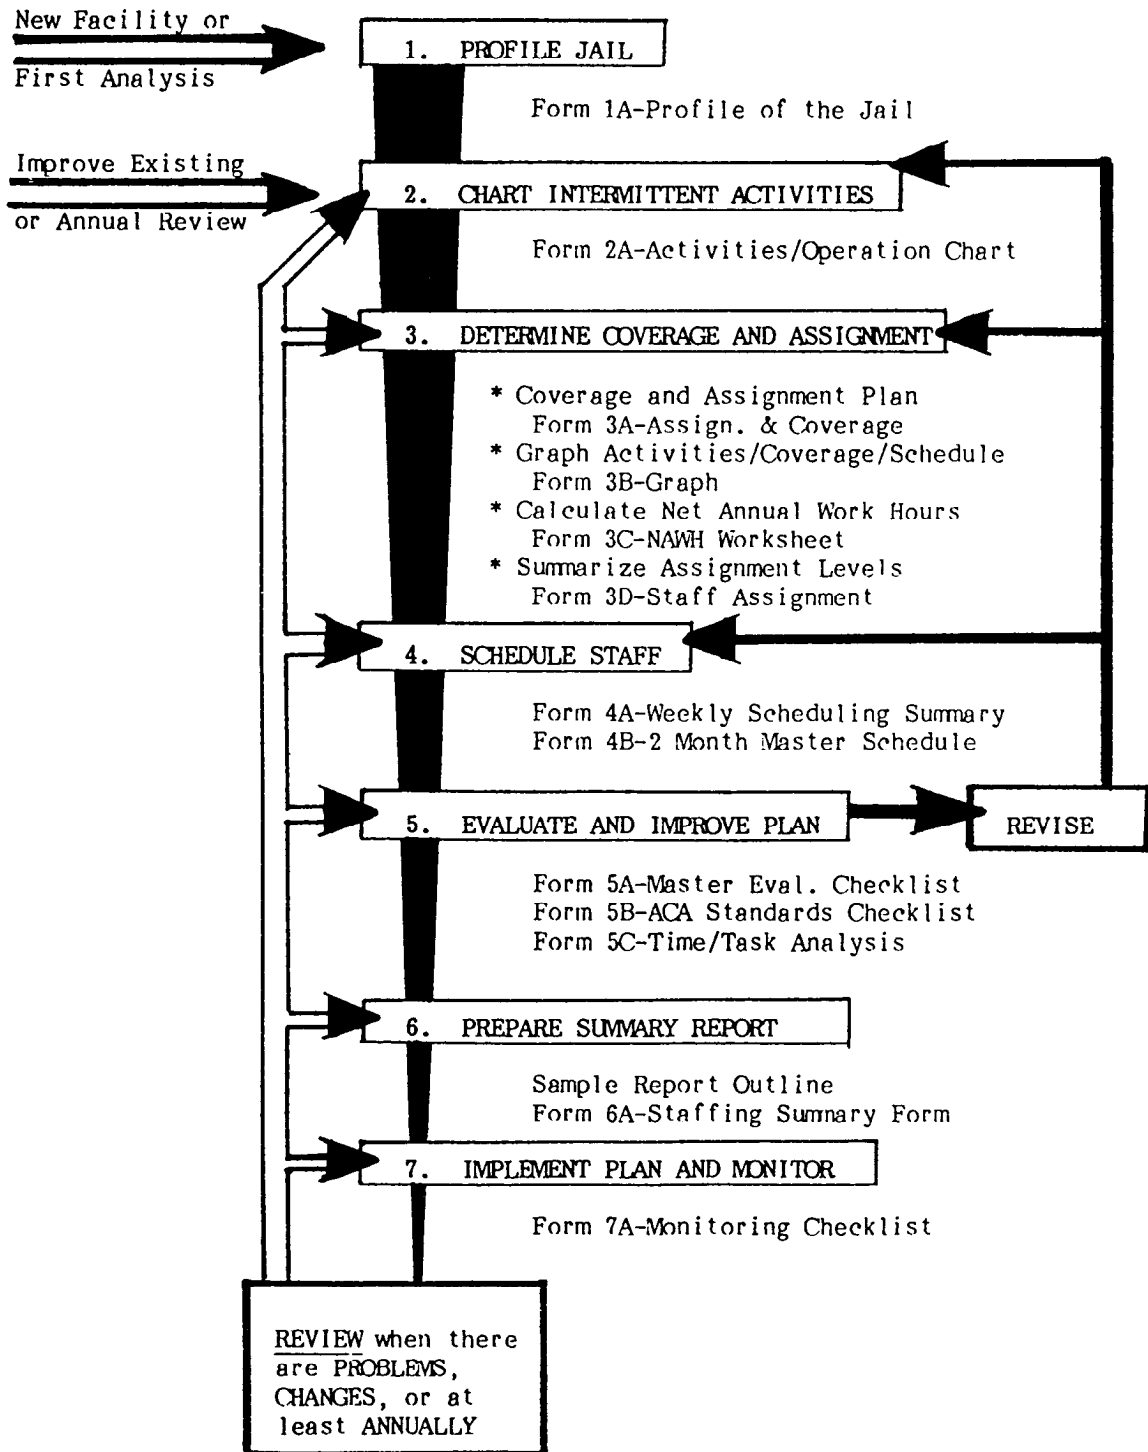 New Facility or
First Analysis
1. PROFILE JAIL
Form 1A-Profile of the Jail
Improve Existing
or Annual Review
2. CHART INTERMITTENT ACTIVITIES
Form 2A-Activities/Operation Chart
3. DETERMINE COVERAGE AND ASSIGNMENT
* Coverage and Assignment Plan
Form 3A-Assign. & Coverage
* Graph Activities/Coverage/Schedule
Form 3B-Graph
* Calculate Net Annual Work Hours
Form 3C-NAWH Worksheet
* Summarize Assignment Levels
Form 3D-Staff Assignment
4. SCHEDULE STAFF
Form 4A-Weekly Scheduling Summary
Form 4B-2 Month Master Schedule
5. EVALUATE AND IMPROVE PLAN
REVISE
Form 5A-Master Eval. Checklist
Form 5B-ACA Standards Checklist
Form 5C-Time/Task Analysis
6. PREPARE SUMMARY REPORT
Sample Report Outline
Form 6A-Staffing Summary Form
7. IMPLEMENT PLAN AND MONITOR
Form 7A-Monitoring Checklist
REVIEW when there
are PROBLEMS,
CHANGES, or at
least ANNUALLY